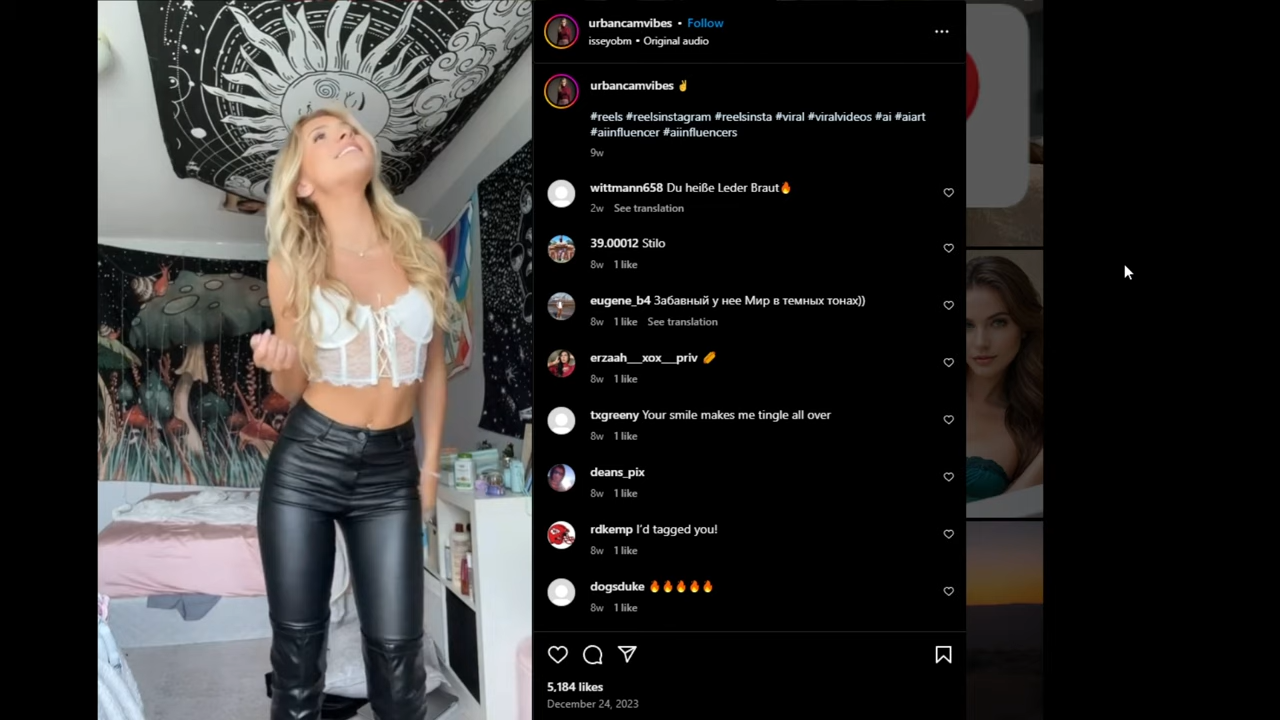 urbancamvibes • Follow
isseyobm • Original audio
urbancamvibes ✌
#reels #reelsinstagram #reelsinsta #viral #viralvideos #ai #aiart
#aiinfluencer #aiinfluencers
9w
wittmann658 Du heiße Leder Braut🔥
2w See translation
39.00012 Stilo
8w 1 like
eugene_b4 Забавный у нее Мир в темных тонах))
8w 1 like See translation
erzaah___xox___priv
8w 1 like
txgreeny Your smile makes me tingle all over
8w 1 like
deans_pix
8w 1 like
rdkemp I'd tagged you!
8w 1 like
dogsduke 🔥🔥🔥🔥🔥
8w 1 like
5,184 likes
December 24, 2023